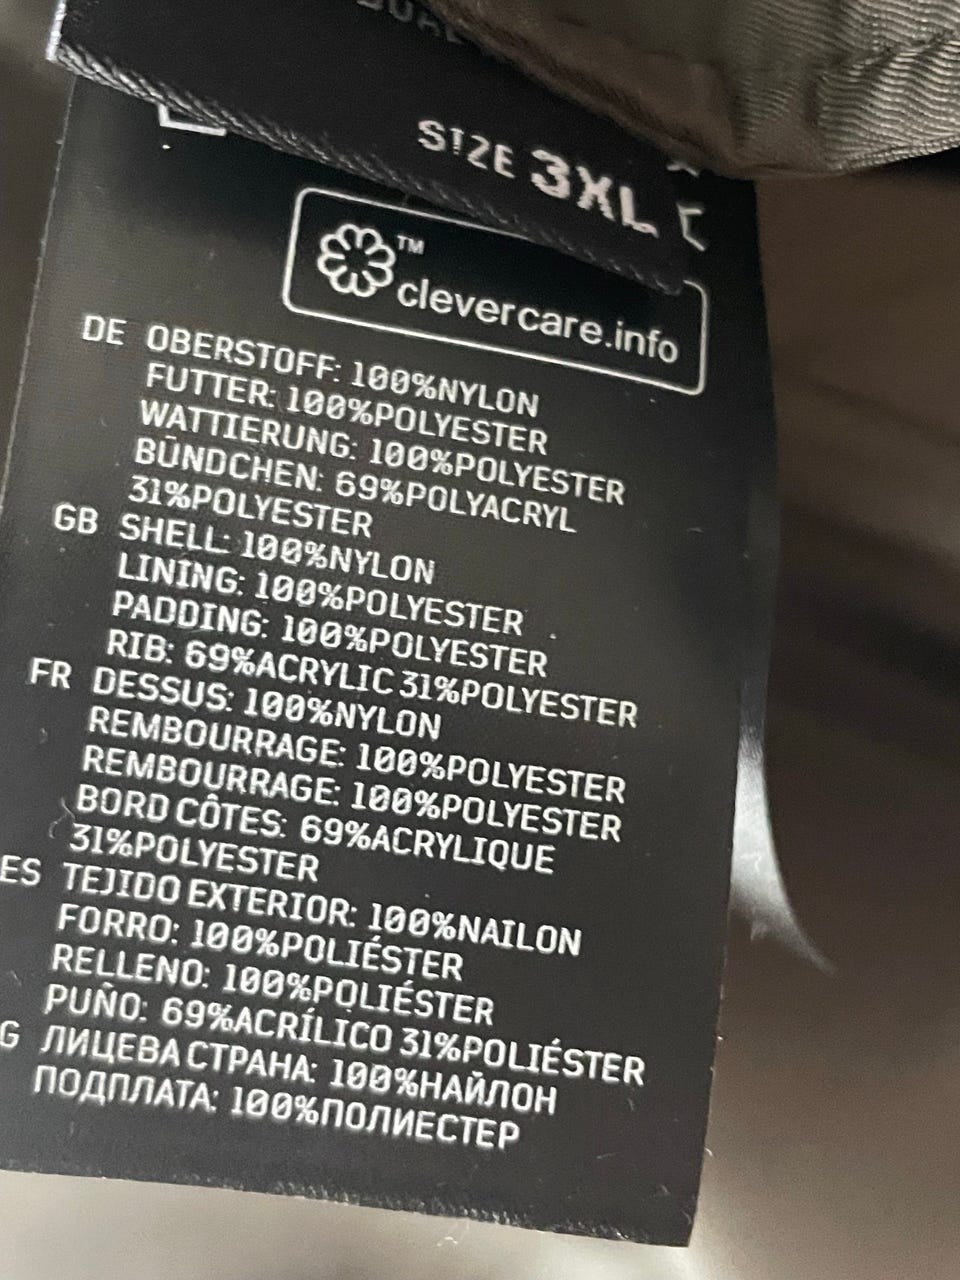 SIZE 3XL
TM
clevercare.info
DE OBERSTOFF: 100%NYLON
FUTTER: 100%POLYESTER
WATTIERUNG: 100%POLYESTER
BÜNDCHEN: 69%POLYACRYL
31%POLYESTER
GB SHELL: 100%NYLON
LINING: 100%POLYESTER
PADDING: 100%POLYESTER
RIB: 69%ACRYLIC 31%POLYESTER
FR DESSUS: 100%NYLON
REMBOURRAGE: 100%POLYESTER
REMBOURRAGE: 100%POLYESTER
BORD CÔTES: 69%ACRYLIQUE
31%POLYESTER
ES TEJIDO EXTERIOR: 100%NAILON
FORRO: 100%POLIÉSTER
RELLENO: 100%POLIÉSTER
PUÑO: 69%ACRÍLICO 31%POLIÉSTER
G ЛИЦЕВА СТРАНА: 100%НАЙЛОН
ПОДПЛАТА: 100%ПОЛИЕСТЕР